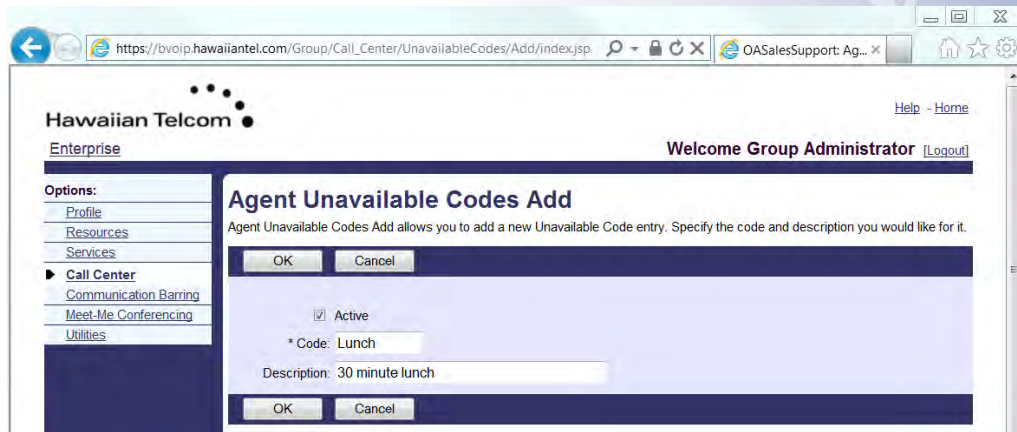 https://bvoip.hawaiiantel.com/Group/Call_Center/UnavailableCodes/Add/index.jsp
OASalesSupport: Ag...
Hawaiian Telcom
Help - Home
Enterprise
Welcome Group Administrator [Logout]
Options:
Profile
Resources
Services
Call Center
Communication Barring
Meet-Me Conferencing
Utilities
Agent Unavailable Codes Add
Agent Unavailable Codes Add allows you to add a new Unavailable Code entry. Specify the code and description you would like for it.
OK Cancel
Active
* Code: Lunch
Description: 30 minute lunch
OK Cancel